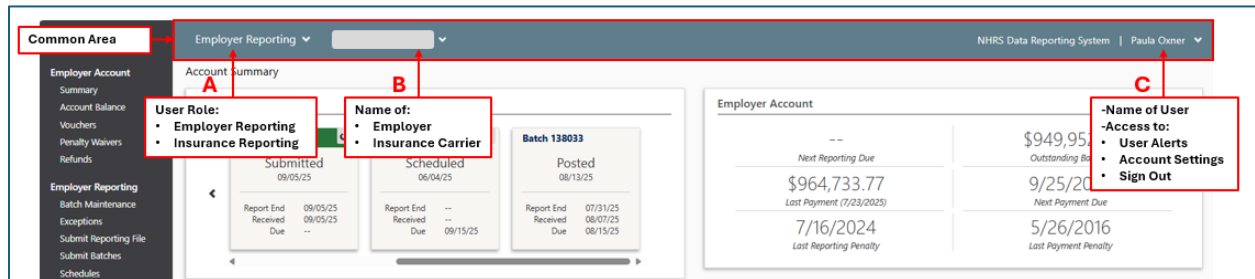 Common Area
Employer Reporting
NHRS Data Reporting System | Paula Oxner
Employer Account
Summary
Account Balance
Vouchers
Penalty Waivers
Refunds
Employer Reporting
Batch Maintenance
Exceptions
Submit Reporting File
Submit Batches
Schedules
Account Summary
A
User Role:
• Employer Reporting
• Insurance Reporting
B
Name of:
• Employer
• Insurance Carrier
C
-Name of User
-Access to:
• User Alerts
• Account Settings
• Sign Out
Submitted
09/05/25
Report End 09/05/25
Received 09/05/25
Due --
Scheduled
06/04/25
Report End --
Received --
Due 09/15/25
Batch 138033
Posted
08/13/25
Report End 07/31/25
Received 08/07/25
Due 08/15/25
Employer Account
--
Next Reporting Due
$949,952
Outstanding Ba
$964,733.77
Last Payment (7/23/2025)
9/25/20
Next Payment Due
7/16/2024
Last Reporting Penalty
5/26/2016
Last Payment Penalty